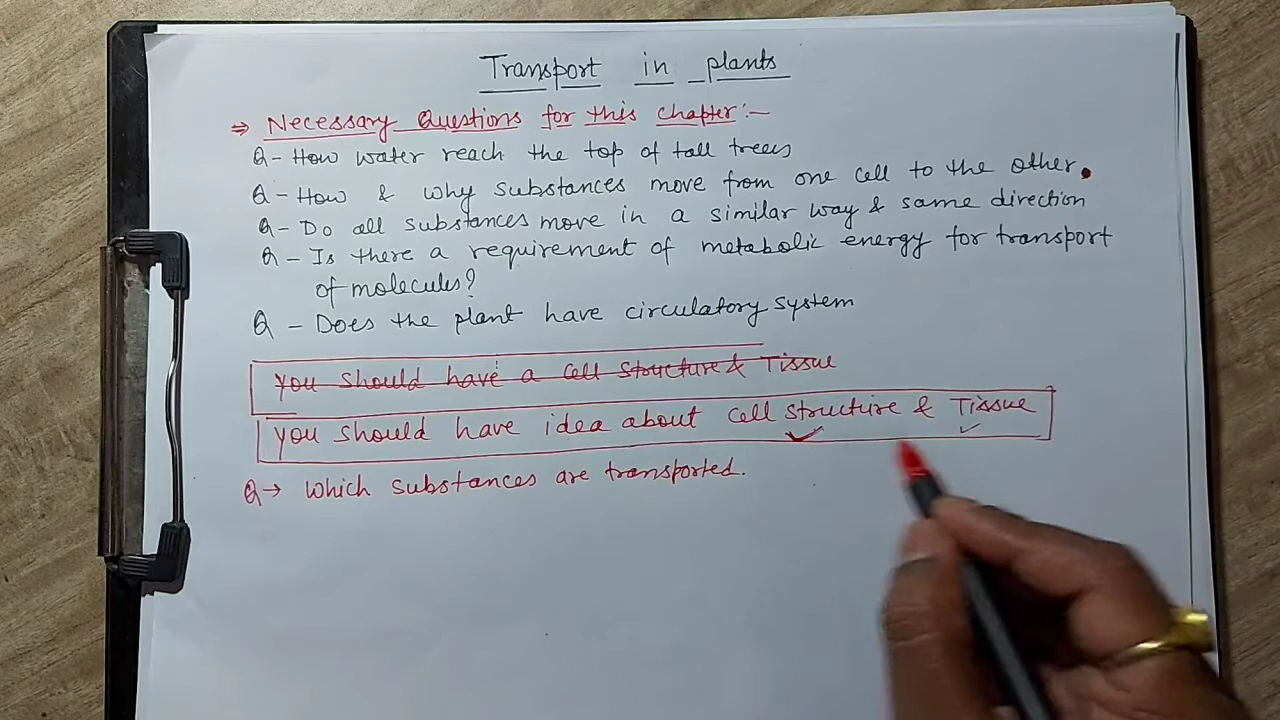 Transport in plants
⇒ Necessary Questions for this chapter:-
Q - How water reach the top of tall trees
Q - How & why substances move from one cell to the other.
Q - Do all substances move in a similar way & same direction
Q - Is there a requirement of metabolic energy for transport
of molecules?
Q - Does the plant have circulatory system
You should have a cell structure & Tissue
You should have idea about cell structure & Tissue
Q → Which substances are transported.